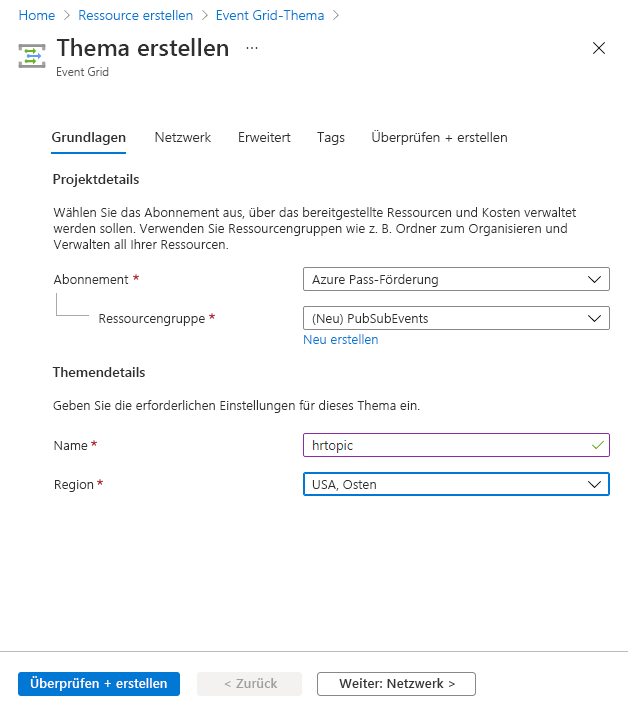 Home > Ressource erstellen > Event Grid-Thema >
Thema erstellen ...
Event Grid
Grundlagen Netzwerk Erweitert Tags Überprüfen + erstellen
Projektdetails
Wählen Sie das Abonnement aus, über das bereitgestellte Ressourcen und Kosten verwaltet
werden sollen. Verwenden Sie Ressourcengruppen wie z. B. Ordner zum Organisieren und
Verwalten all Ihrer Ressourcen.
Abonnement * Azure Pass-Förderung
Ressourcengruppe * (Neu) PubSubEvents
Neu erstellen
Themendetails
Geben Sie die erforderlichen Einstellungen für dieses Thema ein.
Name * hrtopic
Region * USA, Osten
Überprüfen + erstellen < Zurück Weiter: Netzwerk >